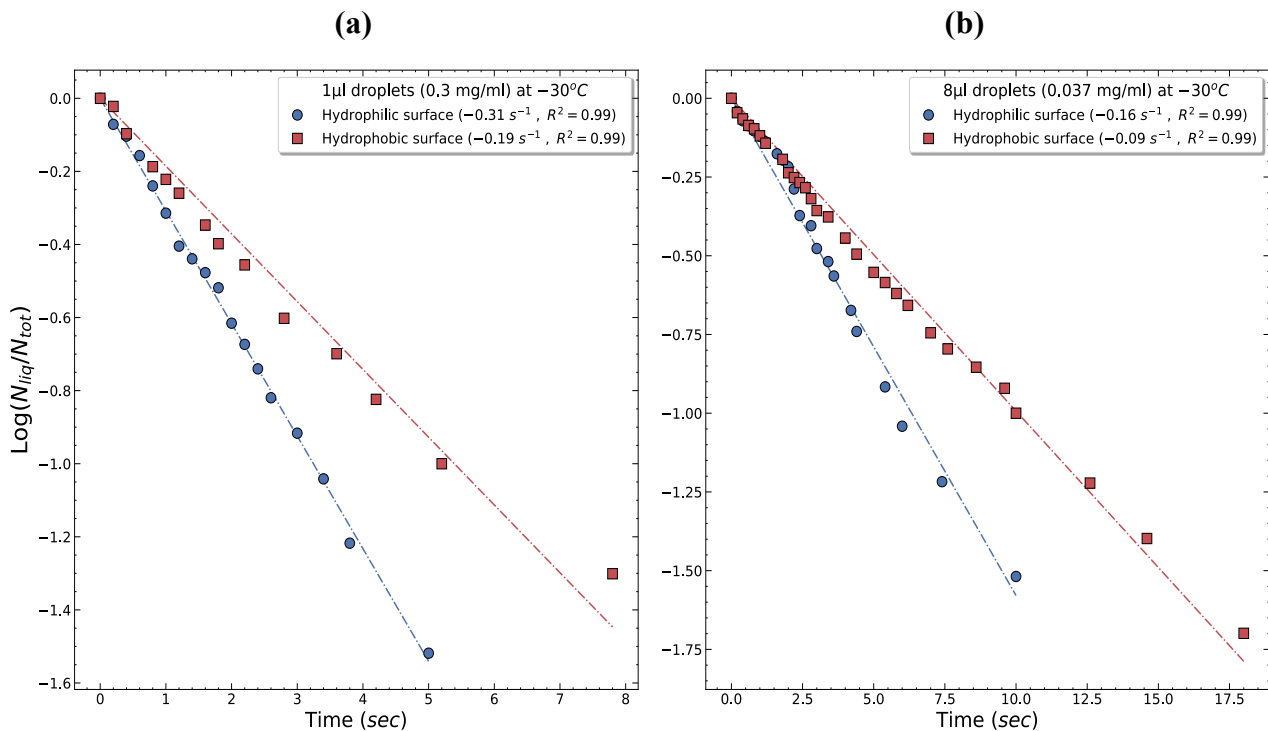 (a)
(b)
1μl droplets (0.3 mg/ml) at −30°C
Hydrophilic surface (−0.31 s⁻¹ , R² = 0.99)
Hydrophobic surface (−0.19 s⁻¹ , R² = 0.99)
8μl droplets (0.037 mg/ml) at −30°C
Hydrophilic surface (−0.16 s⁻¹ , R² = 0.99)
Hydrophobic surface (−0.09 s⁻¹ , R² = 0.99)
Log(N_liq/N_tot)
0.0
−0.2
−0.4
−0.6
−0.8
−1.0
−1.2
−1.4
−1.6
0 1 2 3 4 5 6 7 8
Time (sec)
0.00
−0.25
−0.50
−0.75
−1.00
−1.25
−1.50
−1.75
0.0 2.5 5.0 7.5 10.0 12.5 15.0 17.5
Time (sec)